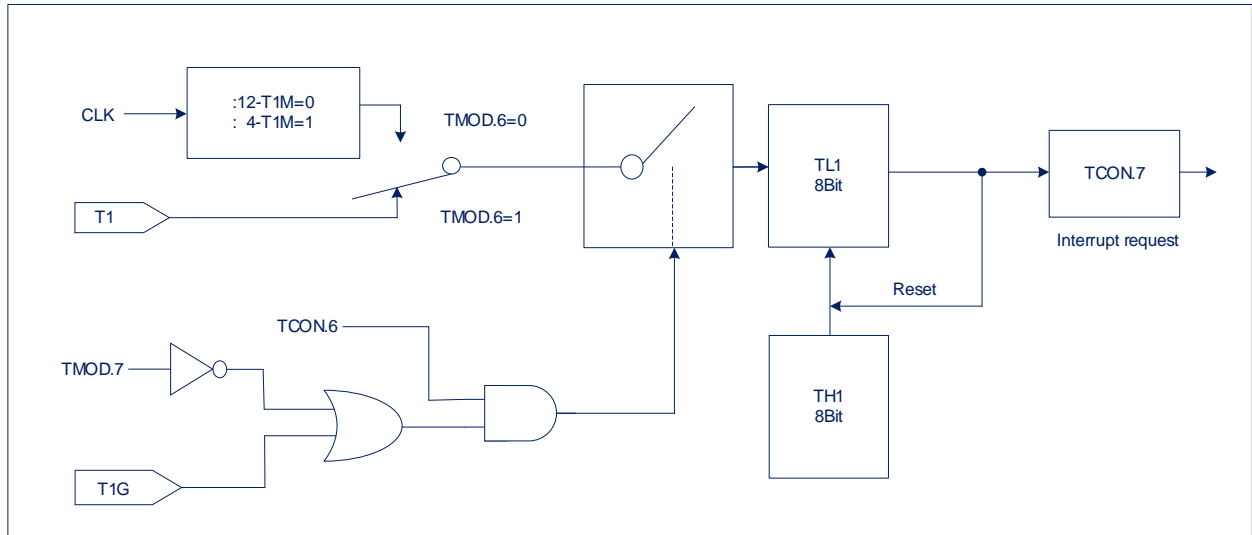 :12-T1M=0
: 4-T1M=1
CLK
TMOD.6=0
T1
TMOD.6=1
TL1
8Bit
TCON.7
Interrupt request
Reset
TCON.6
TMOD.7
TH1
8Bit
T1G